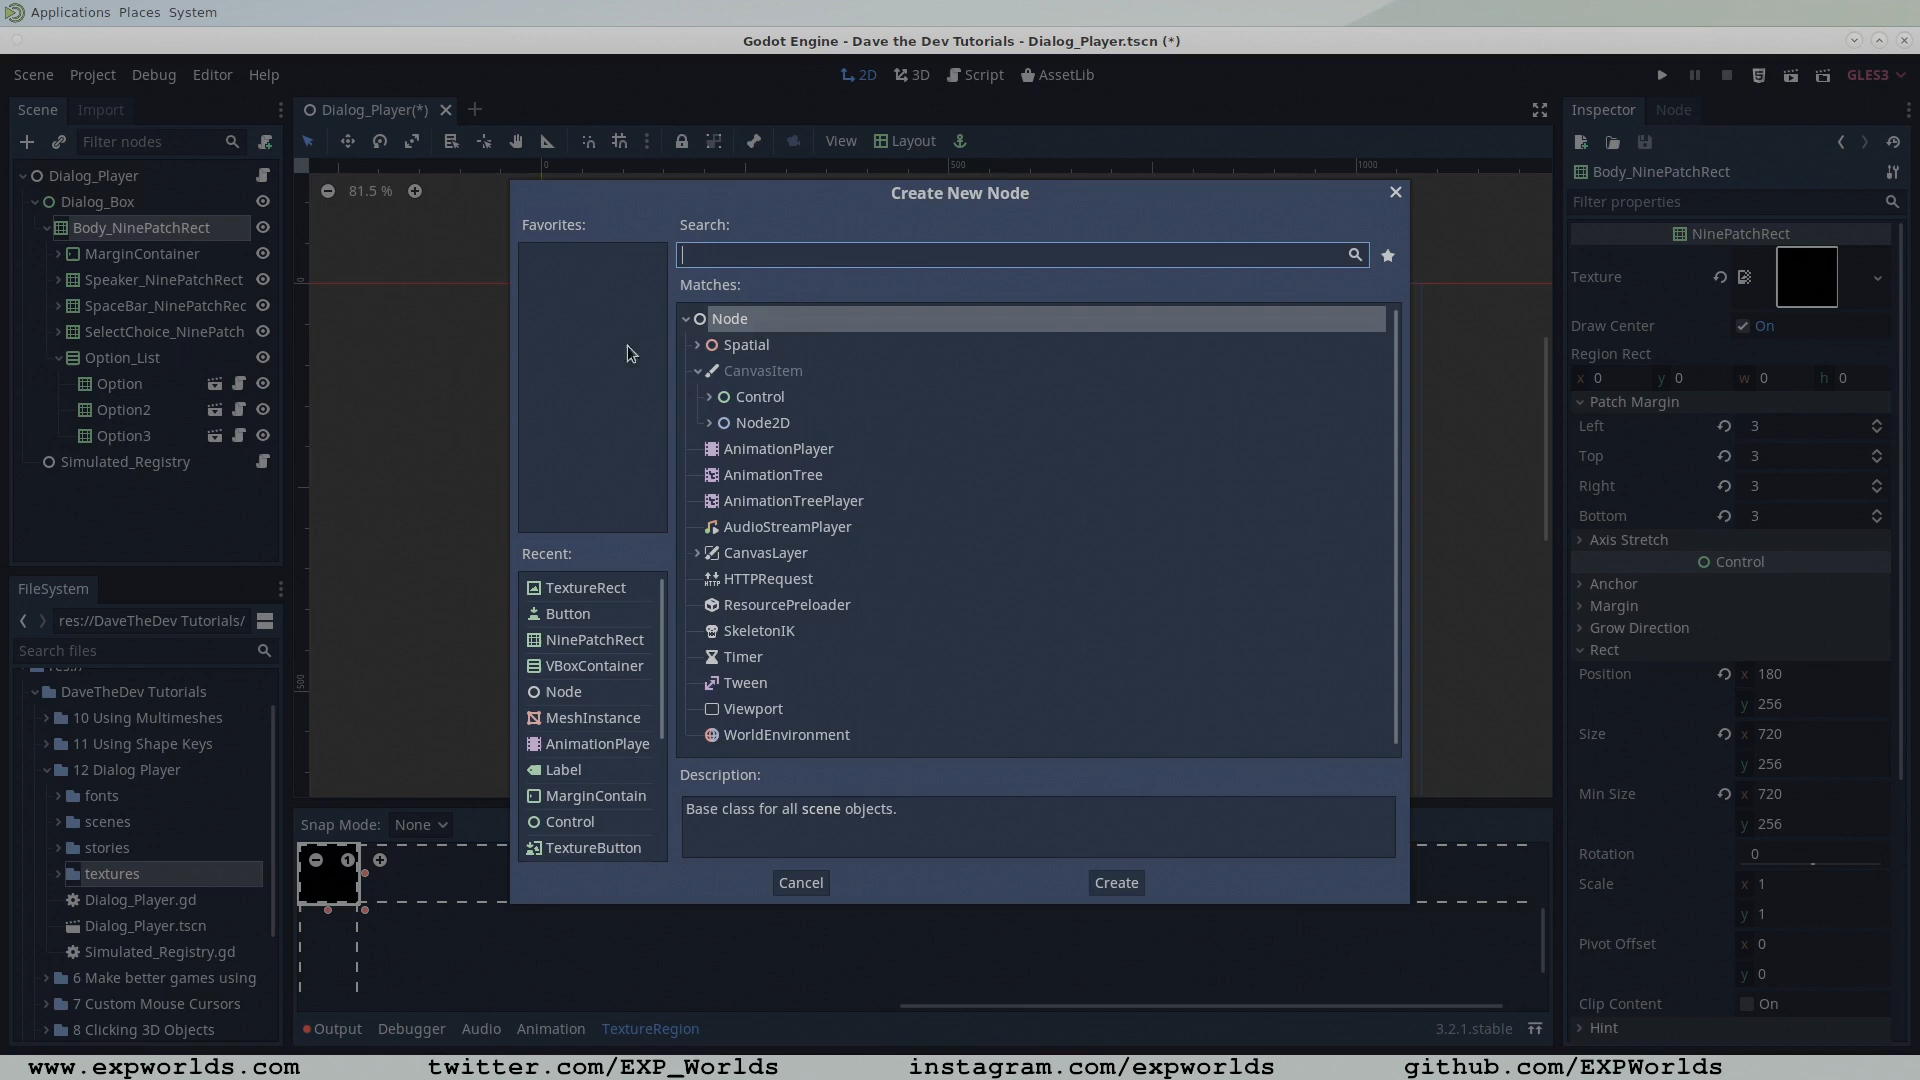 Applications Places System
Godot Engine - Dave the Dev Tutorials - Dialog_Player.tscn (*)
Scene Project Debug Editor Help
2D 3D Script AssetLib
GLES3
Scene Import
Dialog_Player(*)
Inspector Node
Filter nodes
View Layout
0 500 1000
Dialog_Player
81.5 %
Body_NinePatchRect
Dialog_Box
Filter properties
Body_NinePatchRect
MarginContainer
Speaker_NinePatchRect
SpaceBar_NinePatchRec
SelectChoice_NinePatch
Option_List
Option
Option2
Option3
Simulated_Registry
0
500
Create New Node
Favorites:
Search:
Matches:
Node
Spatial
CanvasItem
Control
Node2D
AnimationPlayer
AnimationTree
AnimationTreePlayer
AudioStreamPlayer
CanvasLayer
HTTPRequest
ResourcePreloader
SkeletonIK
Timer
Tween
Viewport
WorldEnvironment
Recent:
TextureRect
Button
NinePatchRect
VBoxContainer
Node
MeshInstance
AnimationPlaye
Label
MarginContain
Control
TextureButton
Description:
Base class for all scene objects.
Cancel
Create
NinePatchRect
Texture
Draw Center On
Region Rect
x 0 y 0 w 0 h 0
Patch Margin
Left 3
Top 3
Right 3
Bottom 3
Axis Stretch
Control
Anchor
Margin
Grow Direction
Rect
Position x 180
y 256
Size x 720
y 256
Min Size x 720
y 256
Rotation 0
Scale x 1
y 1
Pivot Offset x 0
y 0
Clip Content On
Hint
FileSystem
res://DaveTheDev Tutorials/
Search files
DaveTheDev Tutorials
10 Using Multimeshes
11 Using Shape Keys
12 Dialog Player
fonts
scenes
stories
textures
Dialog_Player.gd
Dialog_Player.tscn
Simulated_Registry.gd
6 Make better games using
7 Custom Mouse Cursors
8 Clicking 3D Objects
Snap Mode: None
1
Output Debugger Audio Animation TextureRegion
3.2.1.stable
www.expworlds.com twitter.com/EXP_Worlds instagram.com/expworlds github.com/EXPWorlds